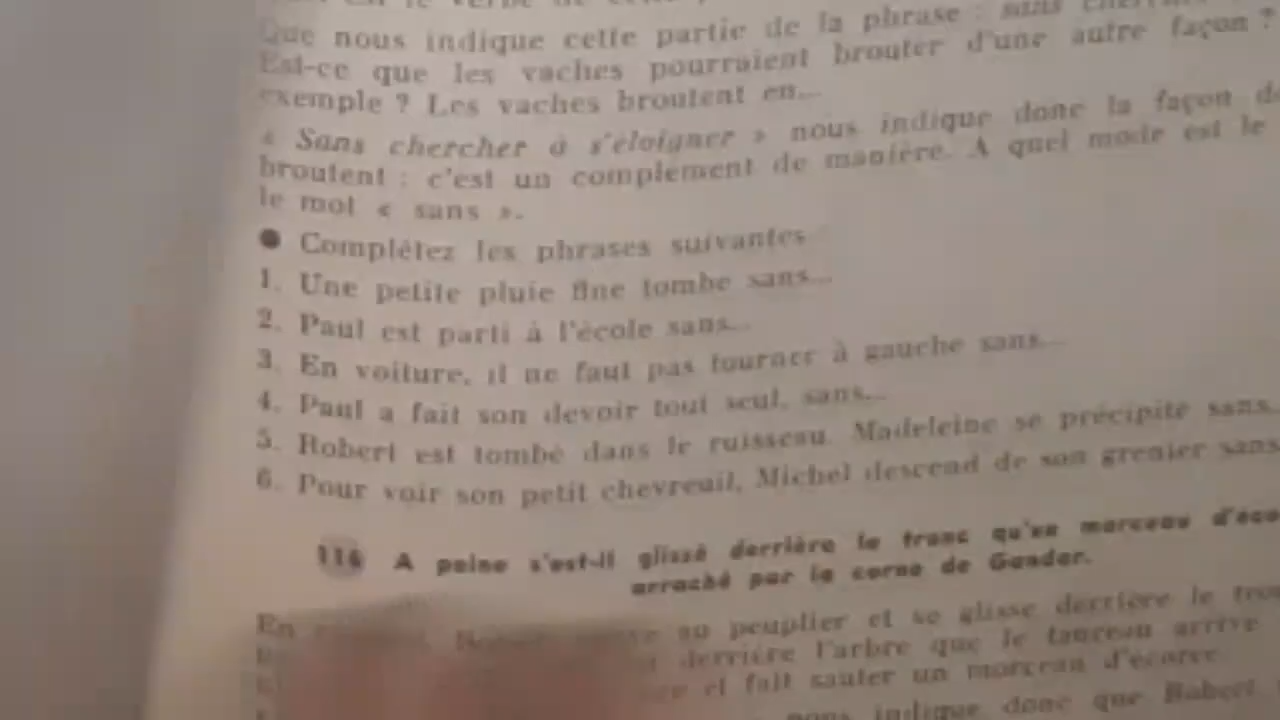 Que nous indique cette partie de la phrase : sans
Est-ce que les vaches pourraient brouter d'une autre façon ?
exemple ? Les vaches broutent en...
« Sans chercher à s'éloigner » nous indique donc la façon
broutent : c'est un complément de manière. A quel mode est le
le mot « sans ».
● Complétez les phrases suivantes
1. Une petite pluie fine tombe sans...
2. Paul est parti à l'école sans...
3. En voiture, il ne faut pas tourner à gauche sans...
4. Paul a fait son devoir tout seul, sans...
5. Robert est tombé dans le ruisseau. Madeleine se précipite sans...
6. Pour voir son petit chevreuil, Michel descend de son grenier sans
116 A peine s'est-il glissé derrière le tronc qu'un morceau
arraché par la corne de
En au peuplier et se glisse derrière le
derrière l'arbre que le taureau arrive
et fait sauter un morceau d'écorce
nous indique donc que Robert